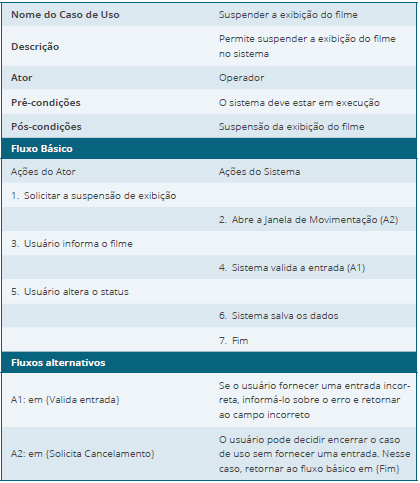 Nome do Caso de Uso
Suspender a exibição do filme
Descrição
Permite suspender a exibição do filme
no sistema
Ator
Operador
Pré-condições
O sistema deve estar em execução
Pós-condições
Suspensão da exibição do filme
Fluxo Básico
Ações do Ator
Ações do Sistema
1. Solicitar a suspensão de exibição
2. Abre a Janela de Movimentação (A2)
3. Usuário informa o filme
4. Sistema valida a entrada (A1)
5. Usuário altera o status
6. Sistema salva os dados
7. Fim
Fluxos alternativos
A1: em {Valida entrada}
Se o usuário fornecer uma entrada incor-
reta, informá-lo sobre o erro e retornar
ao campo incorreto
A2: em {Solicita Cancelamento}
O usuário pode decidir encerrar o caso
de uso sem fornecer uma entrada. Nesse
caso, retornar ao fluxo básico em {Fim}